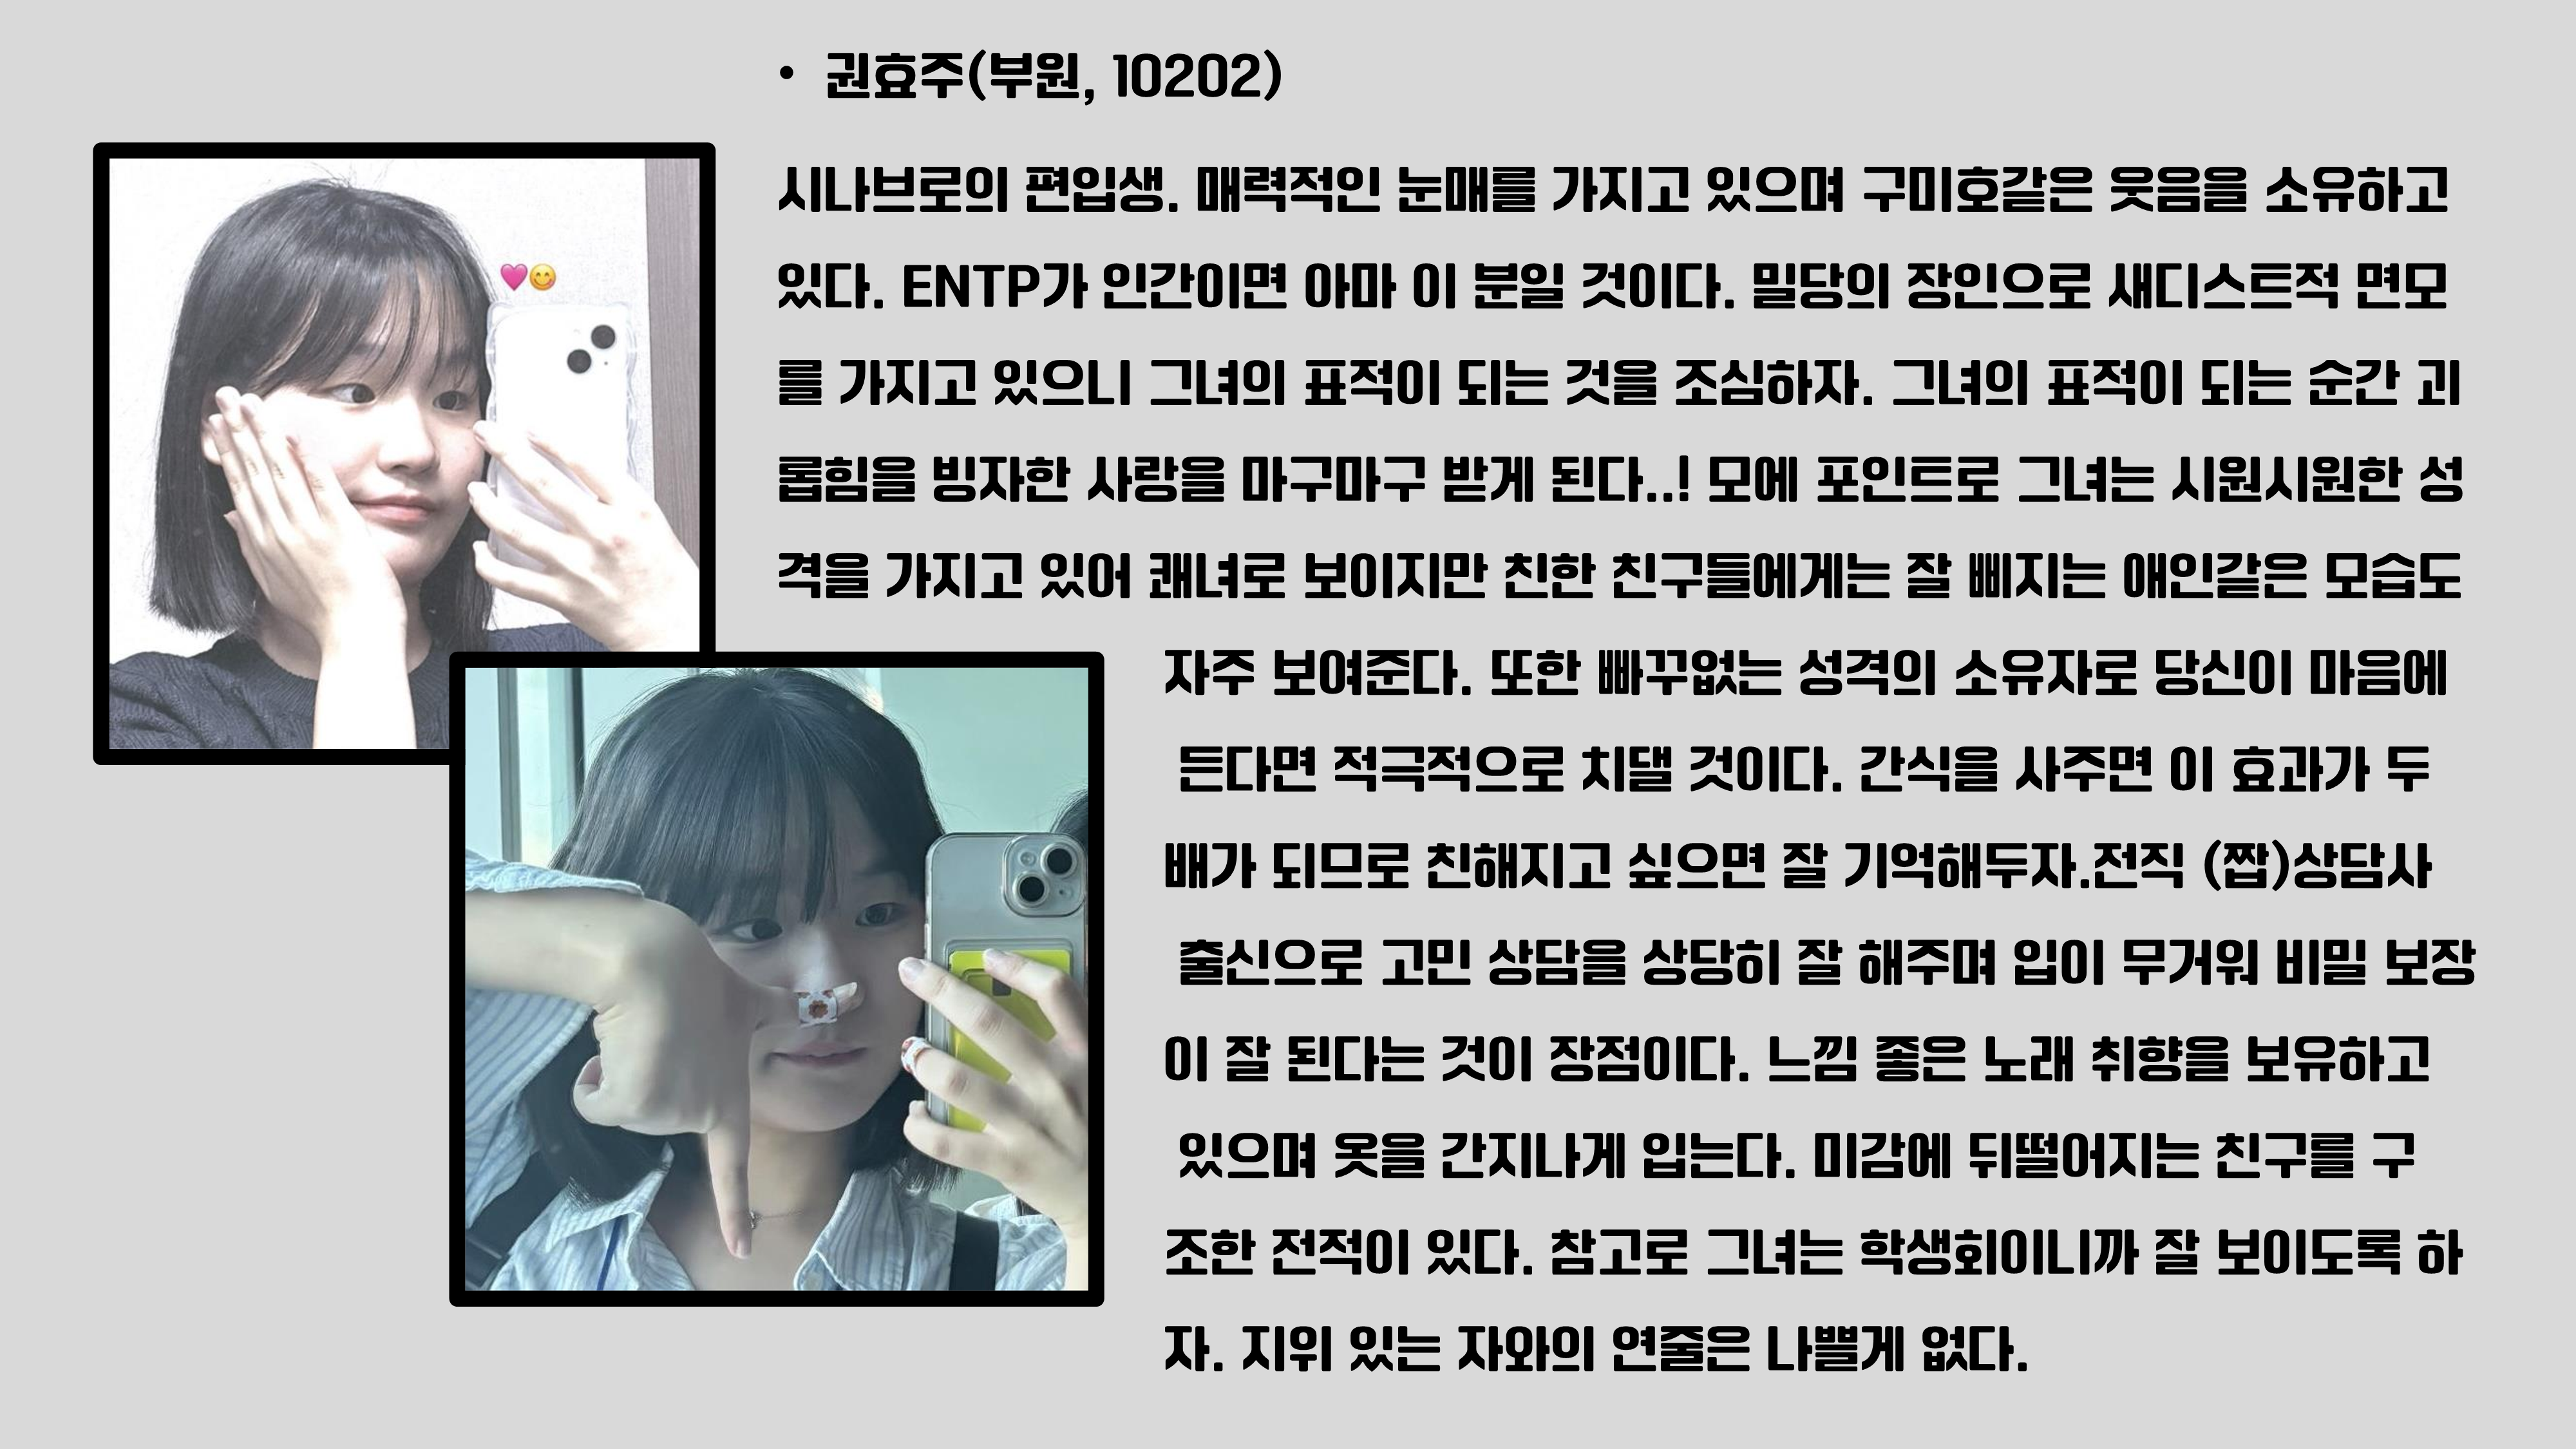 • 권효주(부원, 10202)
시나브로의 편입생. 매력적인 눈매를 가지고 있으며 구미호같은 웃음을 소유하고
있다. ENTP가 인간이면 아마 이 분일 것이다. 밀당의 장인으로 새디스트적 면모
를 가지고 있으니 그녀의 표적이 되는 것을 조심하자. 그녀의 표적이 되는 순간 괴
롭힘을 빙자한 사랑을 마구마구 받게 된다..! 모에 포인트로 그녀는 시원시원한 성
격을 가지고 있어 쾌녀로 보이지만 친한 친구들에게는 잘 삐지는 애인같은 모습도
자주 보여준다. 또한 빠꾸없는 성격의 소유자로 당신이 마음에
든다면 적극적으로 치댈 것이다. 간식을 사주면 이 효과가 두
배가 되므로 친해지고 싶으면 잘 기억해두자.전직 (짭)상담사
출신으로 고민 상담을 상당히 잘 해주며 입이 무거워 비밀 보장
이 잘 된다는 것이 장점이다. 느낌 좋은 노래 취향을 보유하고
있으며 옷을 간지나게 입는다. 미감에 뒤떨어지는 친구를 구
조한 전적이 있다. 참고로 그녀는 학생회이니까 잘 보이도록 하
자. 지위 있는 자와의 연줄은 나쁠게 없다.